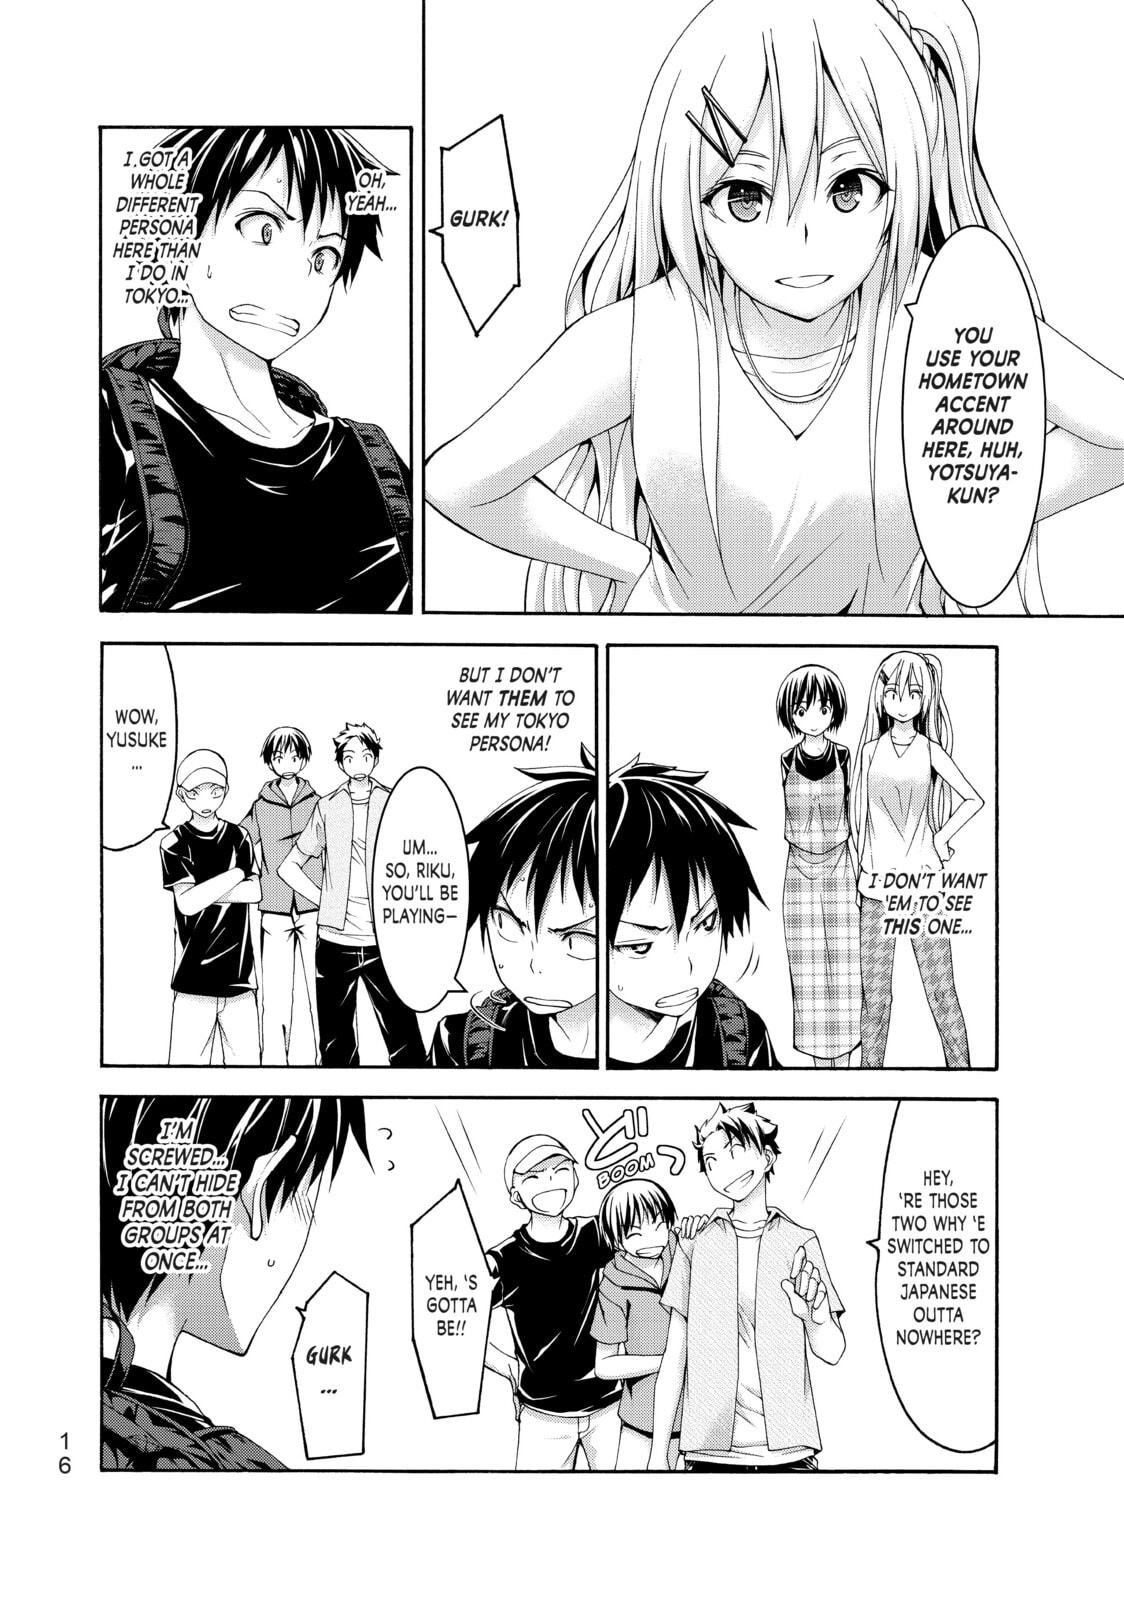 YOU
USE YOUR
HOMETOWN
ACCENT
AROUND
HERE, HUH,
YOTSUYA-
KUN?
GURK!
OH,
YEAH...
I GOT A
WHOLE
DIFFERENT
PERSONA
HERE THAN
I DO IN
TOKYO...
I DON'T WANT
'EM TO SEE
THIS ONE...
BUT I DON'T
WANT THEM TO
SEE MY TOKYO
PERSONA!
UM...
SO, RIKU,
YOU'LL BE
PLAYING—
WOW,
YUSUKE
...
HEY,
'RE THOSE
TWO WHY 'E
SWITCHED TO
STANDARD
JAPANESE
OUTTA
NOWHERE?
どどっ
BOOM
YEH, 'S
GOTTA
BE!!
GURK
...
I'M
SCREWED...
I CAN'T HIDE
FROM BOTH
GROUPS AT
ONCE...
16